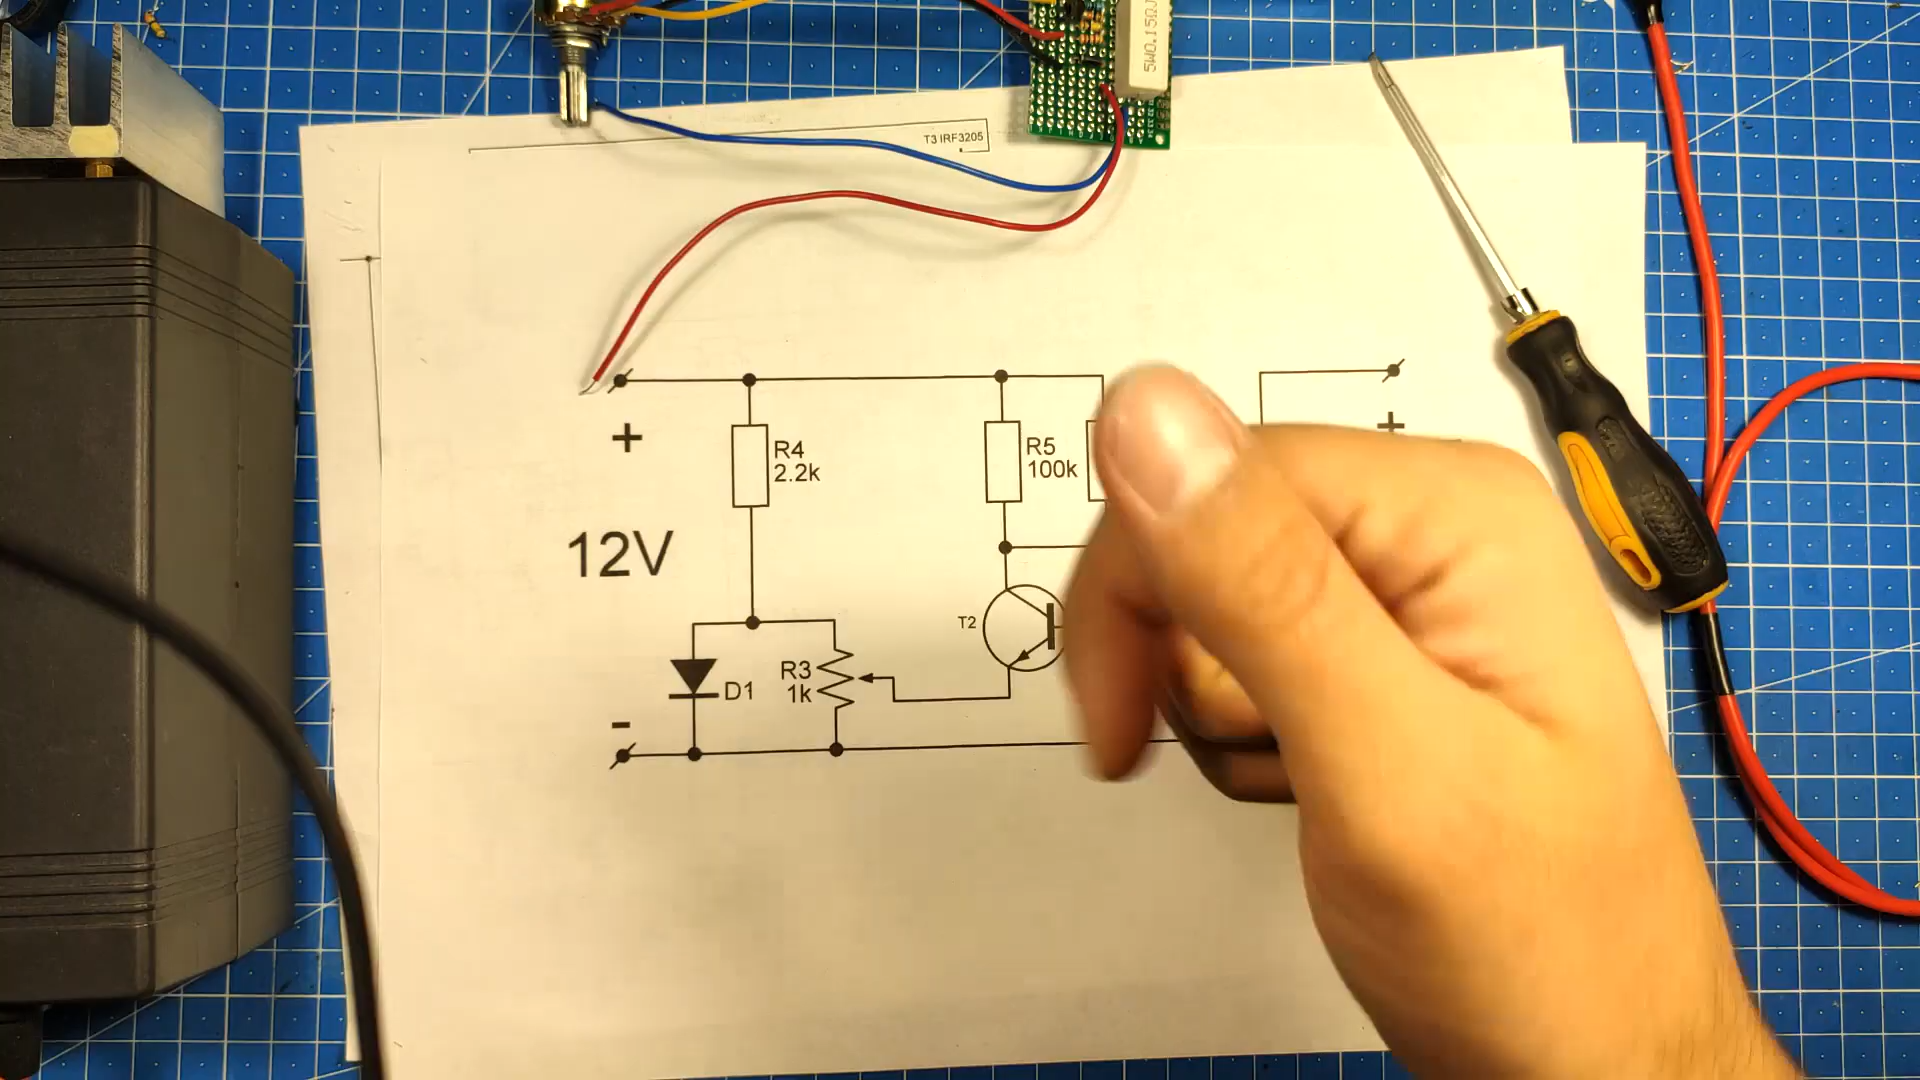 5W0.15ΩJ
T3 IRF3205
+
R4
2.2k
R5
100k
+
12V
T2
R3
1k
D1
-